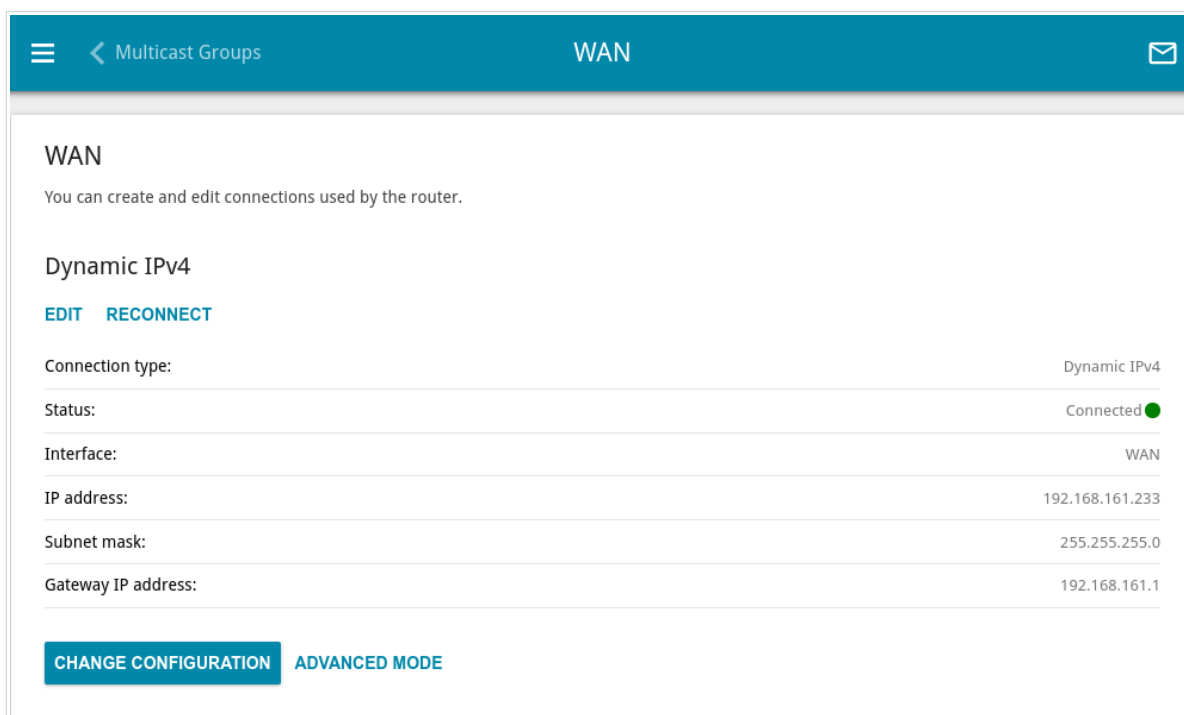 Multicast Groups WAN
WAN
You can create and edit connections used by the router.
Dynamic IPv4
EDIT RECONNECT
Connection type: Dynamic IPv4
Status: Connected
Interface: WAN
IP address: 192.168.161.233
Subnet mask: 255.255.255.0
Gateway IP address: 192.168.161.1
CHANGE CONFIGURATION ADVANCED MODE